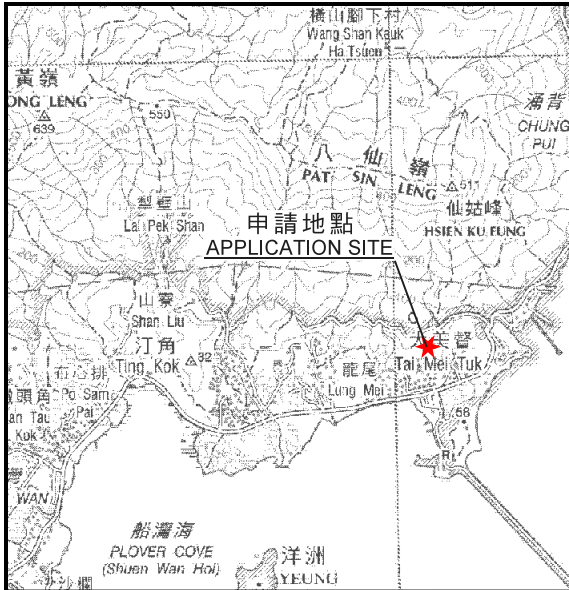 橫山腳下村
Wang Shan Keuk
Ha Tsuen
黃嶺
ONG LENG
639
550
涌背
CHUNG
PUI
八仙嶺
PAT SIN LENG
511
仙姑峰
HSIEN KU FUNG
犁壁山
Lai Pek Shan
申請地點
APPLICATION SITE
山寮
Shan Liu
汀角
Ting Kok
82
大美督
Tai Mei Tuk
龍尾
Lung Mei
Po Sam
Pai
an Tau
Kok
58
WAN
船灣海
PLOVER COVE
(Shuen Wan Hoi)
洋洲
YEUNG